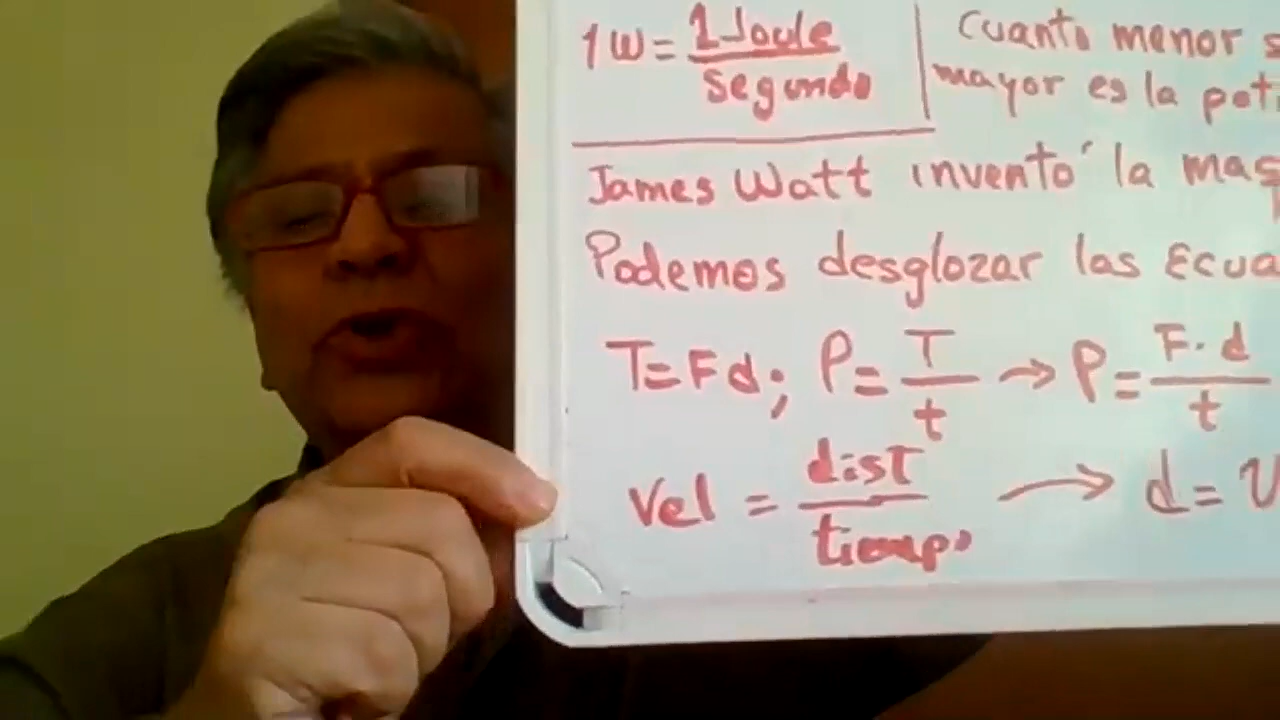 1W = 1 Joule / segundo
cuanto menor s
mayor es la pot
James Watt inventó la maq
Podemos desglozar las Ecua
T=Fd; P= T/t → P= F·d/t
Vel = dist/tiempo → d= V